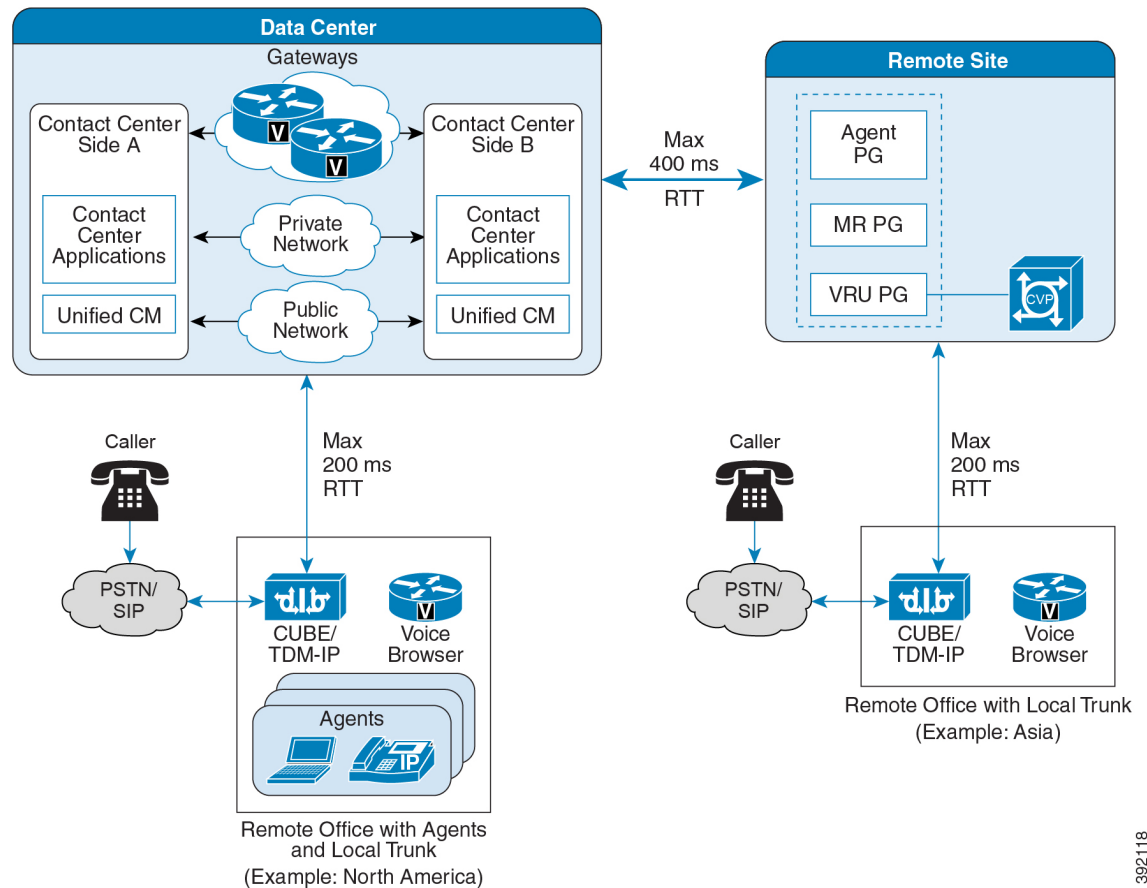 Data Center
Gateways
Contact Center
Side A
V
V
Contact Center
Side B
Contact
Center
Applications
Private
Network
Contact
Center
Applications
Unified CM
Public
Network
Unified CM
Max
400 ms
RTT
Remote Site
Agent
PG
MR PG
VRU PG
CVP
Caller
Max
200 ms
RTT
PSTN/
SIP
CUBE/
TDM-IP
V
Voice
Browser
Agents
IP
Remote Office with Agents
and Local Trunk
(Example: North America)
Caller
Max
200 ms
RTT
PSTN/
SIP
CUBE/
TDM-IP
V
Voice
Browser
Remote Office with Local Trunk
(Example: Asia)
392118